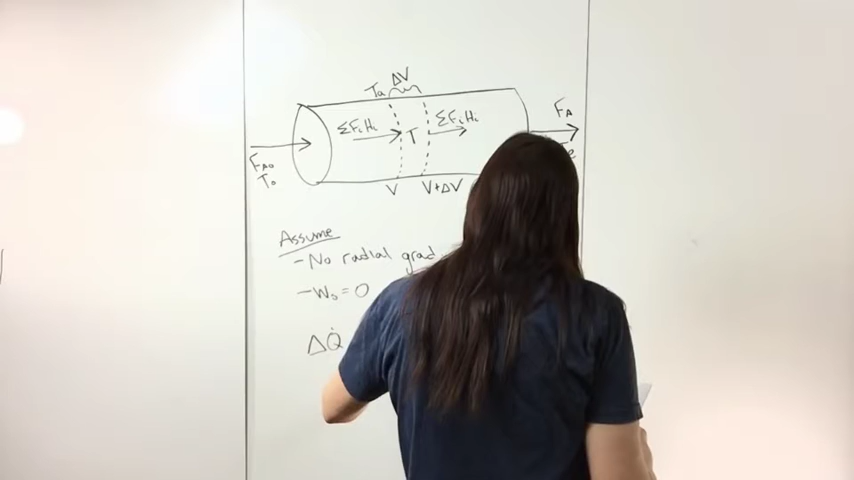 ΔV
Ta
FA
ΣFiHi
T
ΣFiHi
FA0
T0
V
V+ΔV
Assume
- No radial grad
- Ws = 0
ΔQ̇